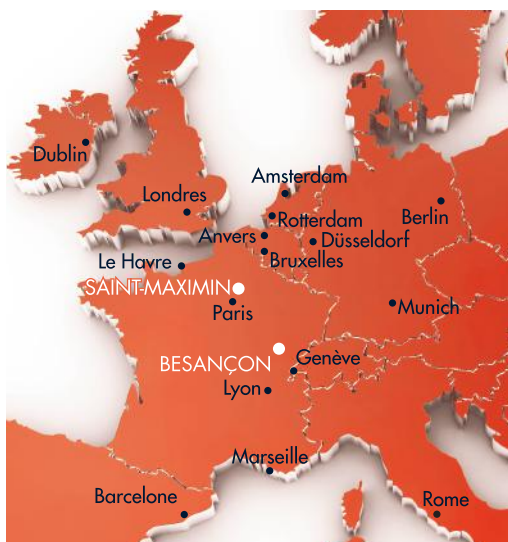 Dublin
Amsterdam
Londres
Rotterdam
Berlin
Anvers
Düsseldorf
Bruxelles
Le Havre
SAINT-MAXIMIN
Paris
Munich
BESANÇON
Genève
Lyon
Marseille
Barcelone
Rome